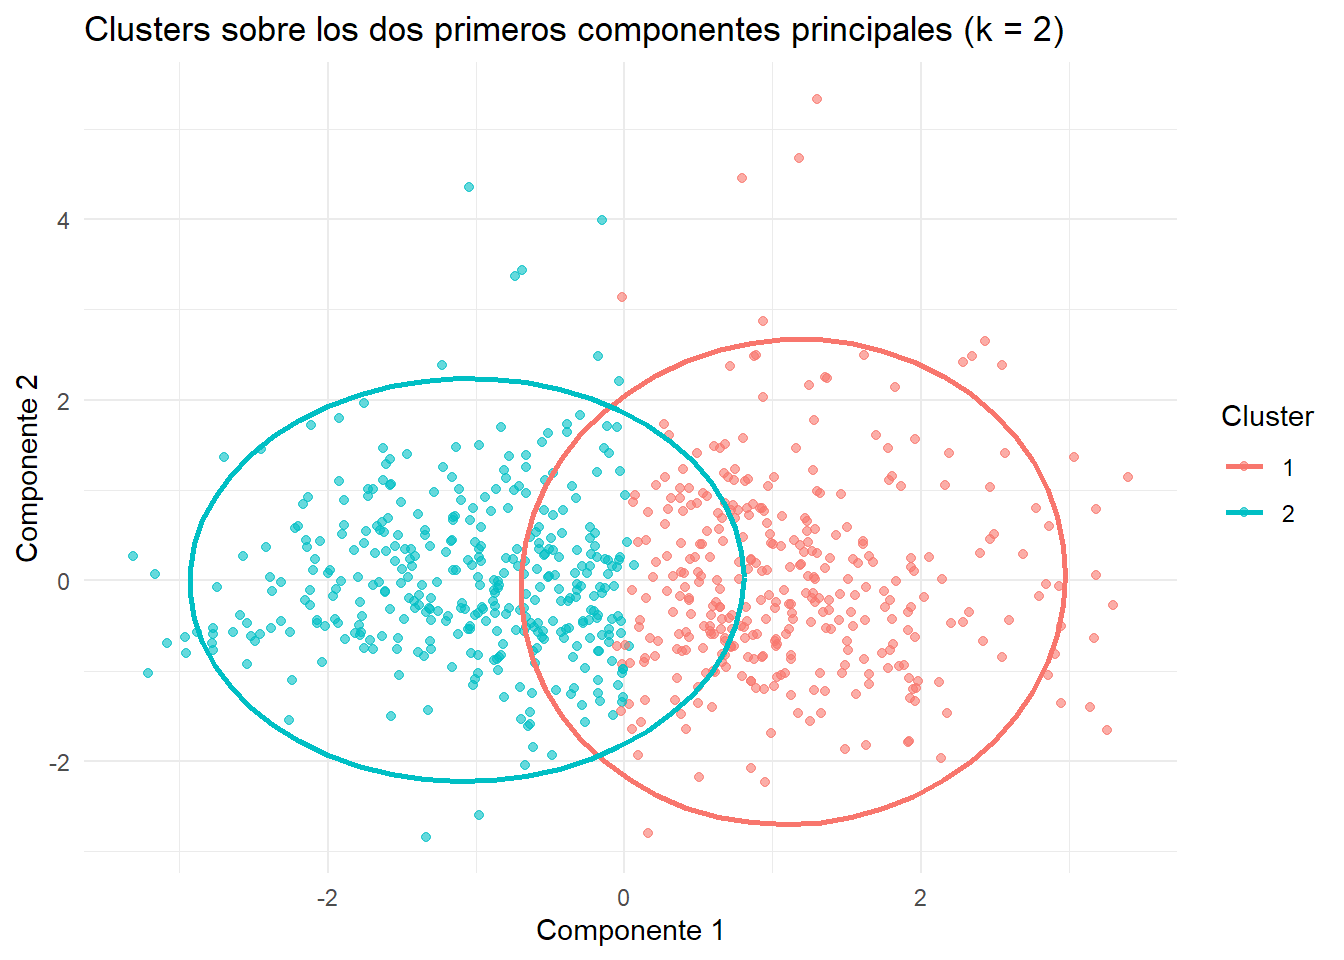 Clusters sobre los dos primeros componentes principales (k = 2)
Componente 2
4
2
0
-2
-2
0
2
Componente 1
Cluster
1
2